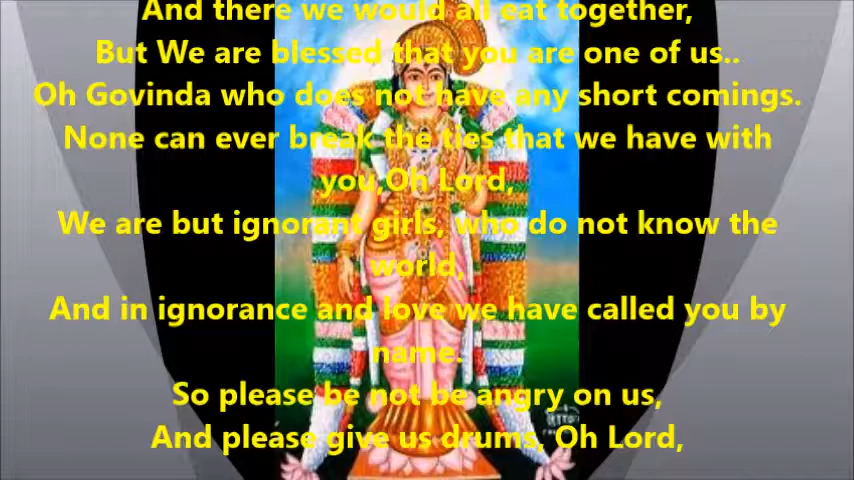 And there we would all eat together,
But We are blessed that you are one of us..
Oh Govinda who does not have any short comings.
None can ever break the ties that we have with
you,Oh Lord,
We are but ignorant girls, who do not know the
world,
And in ignorance and love we have called you by
name.
So please be not be angry on us,
And please give us drums, Oh Lord,